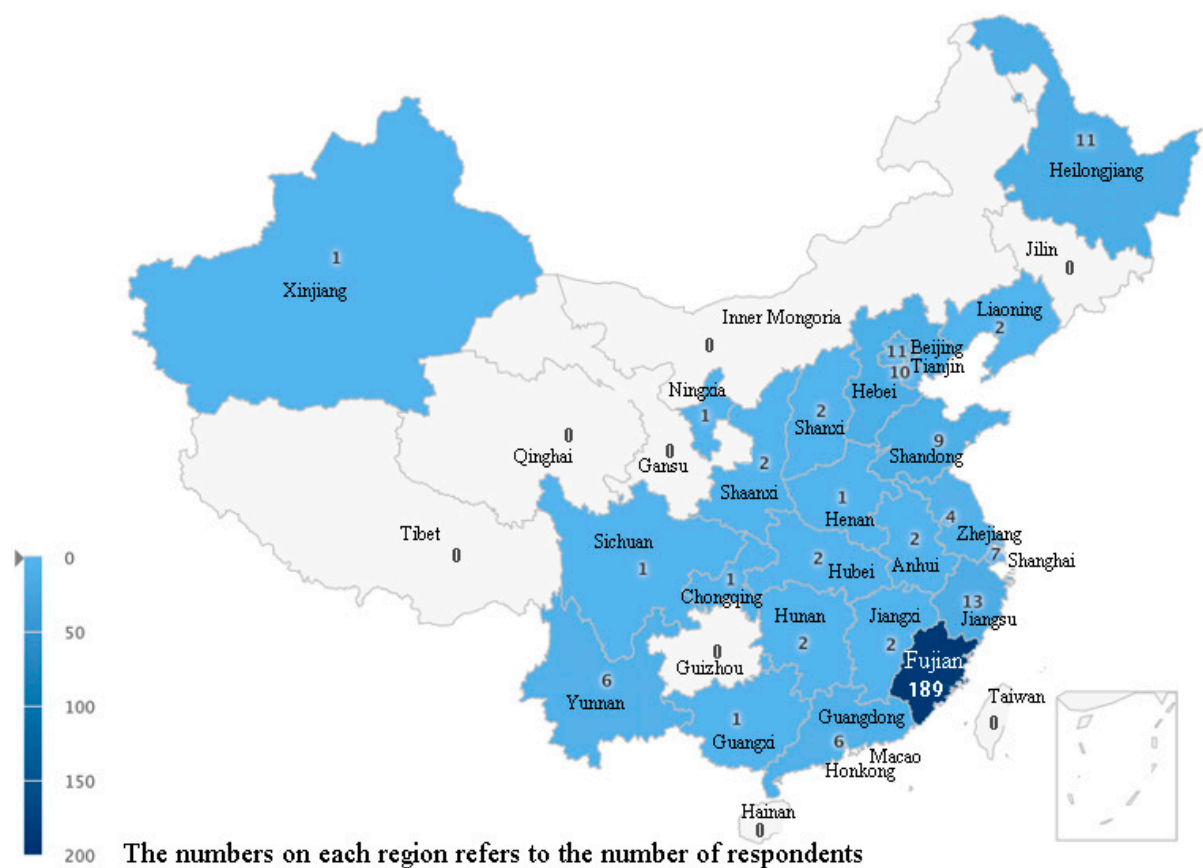 11
Heilongjiang
Jilin
0
1
Xinjiang
Liaoning
2
Inner Mongoria
0
11
Beijing
10
Tianjin
Hebei
Ningxia
1
2
Shanxi
9
Shandong
0
Qinghai
0
Gansu
2
Shaanxi
1
Henan
4
Zhejiang
2
Anhui
7
Shanghai
Tibet
0
Sichuan
1
2
Hubei
1
Chongqing
13
Jiangsu
Hunan
2
Jiangxi
2
0
Guizhou
Fujian
189
6
Yunnan
Taiwan
0
1
Guangxi
Guangdong
6
Macao
Honkong
Hainan
0
0
50
100
150
200
The numbers on each region refers to the number of respondents